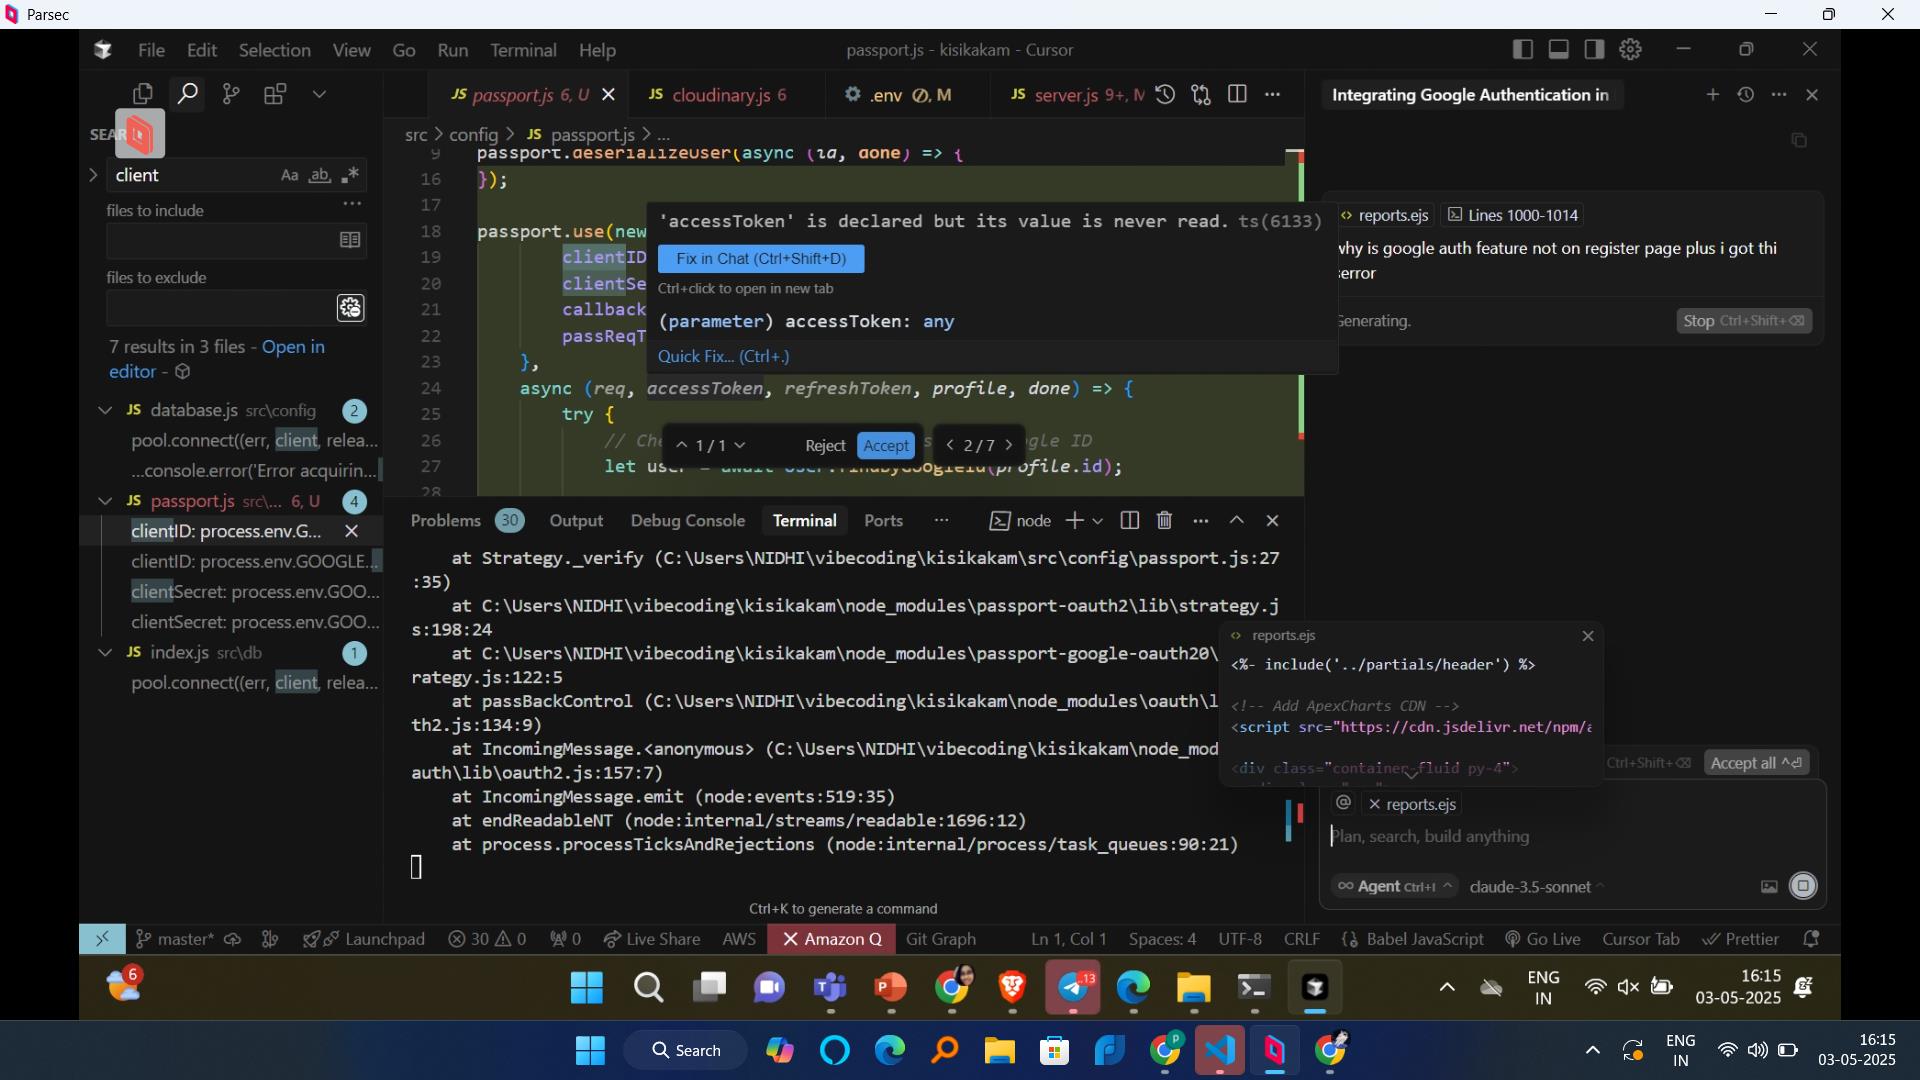 Parsec
File Edit Selection View Go Run Terminal Help
passport.js - kisikakam - Cursor
JS passport.js 6, U
JS cloudinary.js 6
.env M
JS server.js 9+, M
SEAR
client
Aa ab
files to include
files to exclude
7 results in 3 files - Open in
editor -
JS database.js src\config 2
pool.connect((err, client, relea...
...console.error('Error acquirin...
JS passport.js src\... 6, U 4
clientID: process.env.G...
clientID: process.env.GOOGLE...
clientSecret: process.env.GOO...
clientSecret: process.env.GOO...
JS index.js src\db 1
pool.connect((err, client, relea...
src > config > JS passport.js > ...
9 passport.deserializeUser(async (id, done) => {
16 });
17
18 passport.use(new
19 clientID
20 clientSe
21 callback
22 passReqT
23 },
24 async (req, accessToken, refreshToken, profile, done) => {
25 try {
26 // Che
gle ID
27 let user = await User.findByGoogleId(profile.id);
28
'accessToken' is declared but its value is never read. ts(6133)
Fix in Chat (Ctrl+Shift+D)
Ctrl+click to open in new tab
(parameter) accessToken: any
Quick Fix... (Ctrl+.)
1/1 Reject Accept
2/7
Problems 30 Output Debug Console Terminal Ports ... node
at Strategy._verify (C:\Users\NIDHI\vibecoding\kisikakam\src\config\passport.js:27
:35)
at C:\Users\NIDHI\vibecoding\kisikakam\node_modules\passport-oauth2\lib\strategy.j
s:198:24
at C:\Users\NIDHI\vibecoding\kisikakam\node_modules\passport-google-oauth20\
rategy.js:122:5
at passBackControl (C:\Users\NIDHI\vibecoding\kisikakam\node_modules\oauth\l
th2.js:134:9)
at IncomingMessage.<anonymous> (C:\Users\NIDHI\vibecoding\kisikakam\node_mod
auth\lib\oauth2.js:157:7)
at IncomingMessage.emit (node:events:519:35)
at endReadableNT (node:internal/streams/readable:1696:12)
at process.processTicksAndRejections (node:internal/process/task_queues:90:21)
Ctrl+K to generate a command
Integrating Google Authentication in
reports.ejs Lines 1000-1014
why is google auth feature not on register page plus i got thi
serror
Generating.
Stop Ctrl+Shift+⌫
reports.ejs
<%- include('../partials/header') %>
<!-- Add ApexCharts CDN -->
<script src="https://cdn.jsdelivr.net/npm/a
<div class="container-fluid py-4">
Ctrl+Shift+⌫ Accept all ^⏎
@ reports.ejs
Plan, search, build anything
∞ Agent Ctrl+I claude-3.5-sonnet
master* Launchpad 30 0 0 Live Share AWS Amazon Q Git Graph Ln 1, Col 1 Spaces: 4 UTF-8 CRLF {} Babel JavaScript Go Live Cursor Tab Prettier
6
13
ENG
IN
16:15
03-05-2025
Search
ENG
IN
16:15
03-05-2025